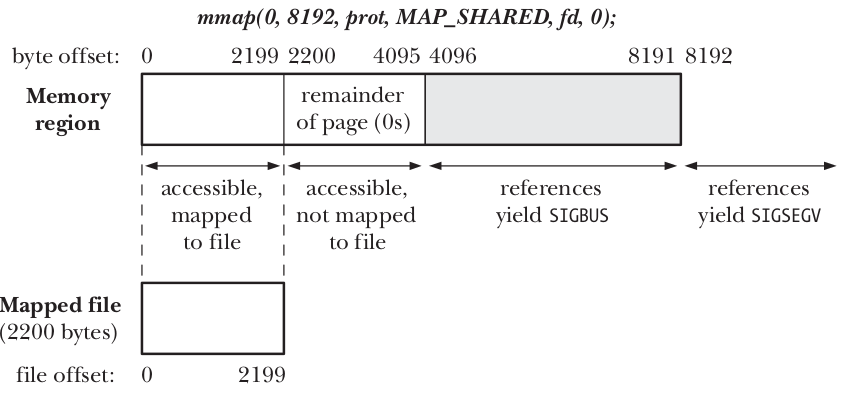 mmap(0, 8192, prot, MAP_SHARED, fd, 0);
byte offset: 0 2199 2200 4095 4096 8191 8192
Memory
region
remainder
of page (0s)
accessible,
mapped
to file
accessible,
not mapped
to file
references
yield SIGBUS
references
yield SIGSEGV
Mapped file
(2200 bytes)
file offset: 0 2199